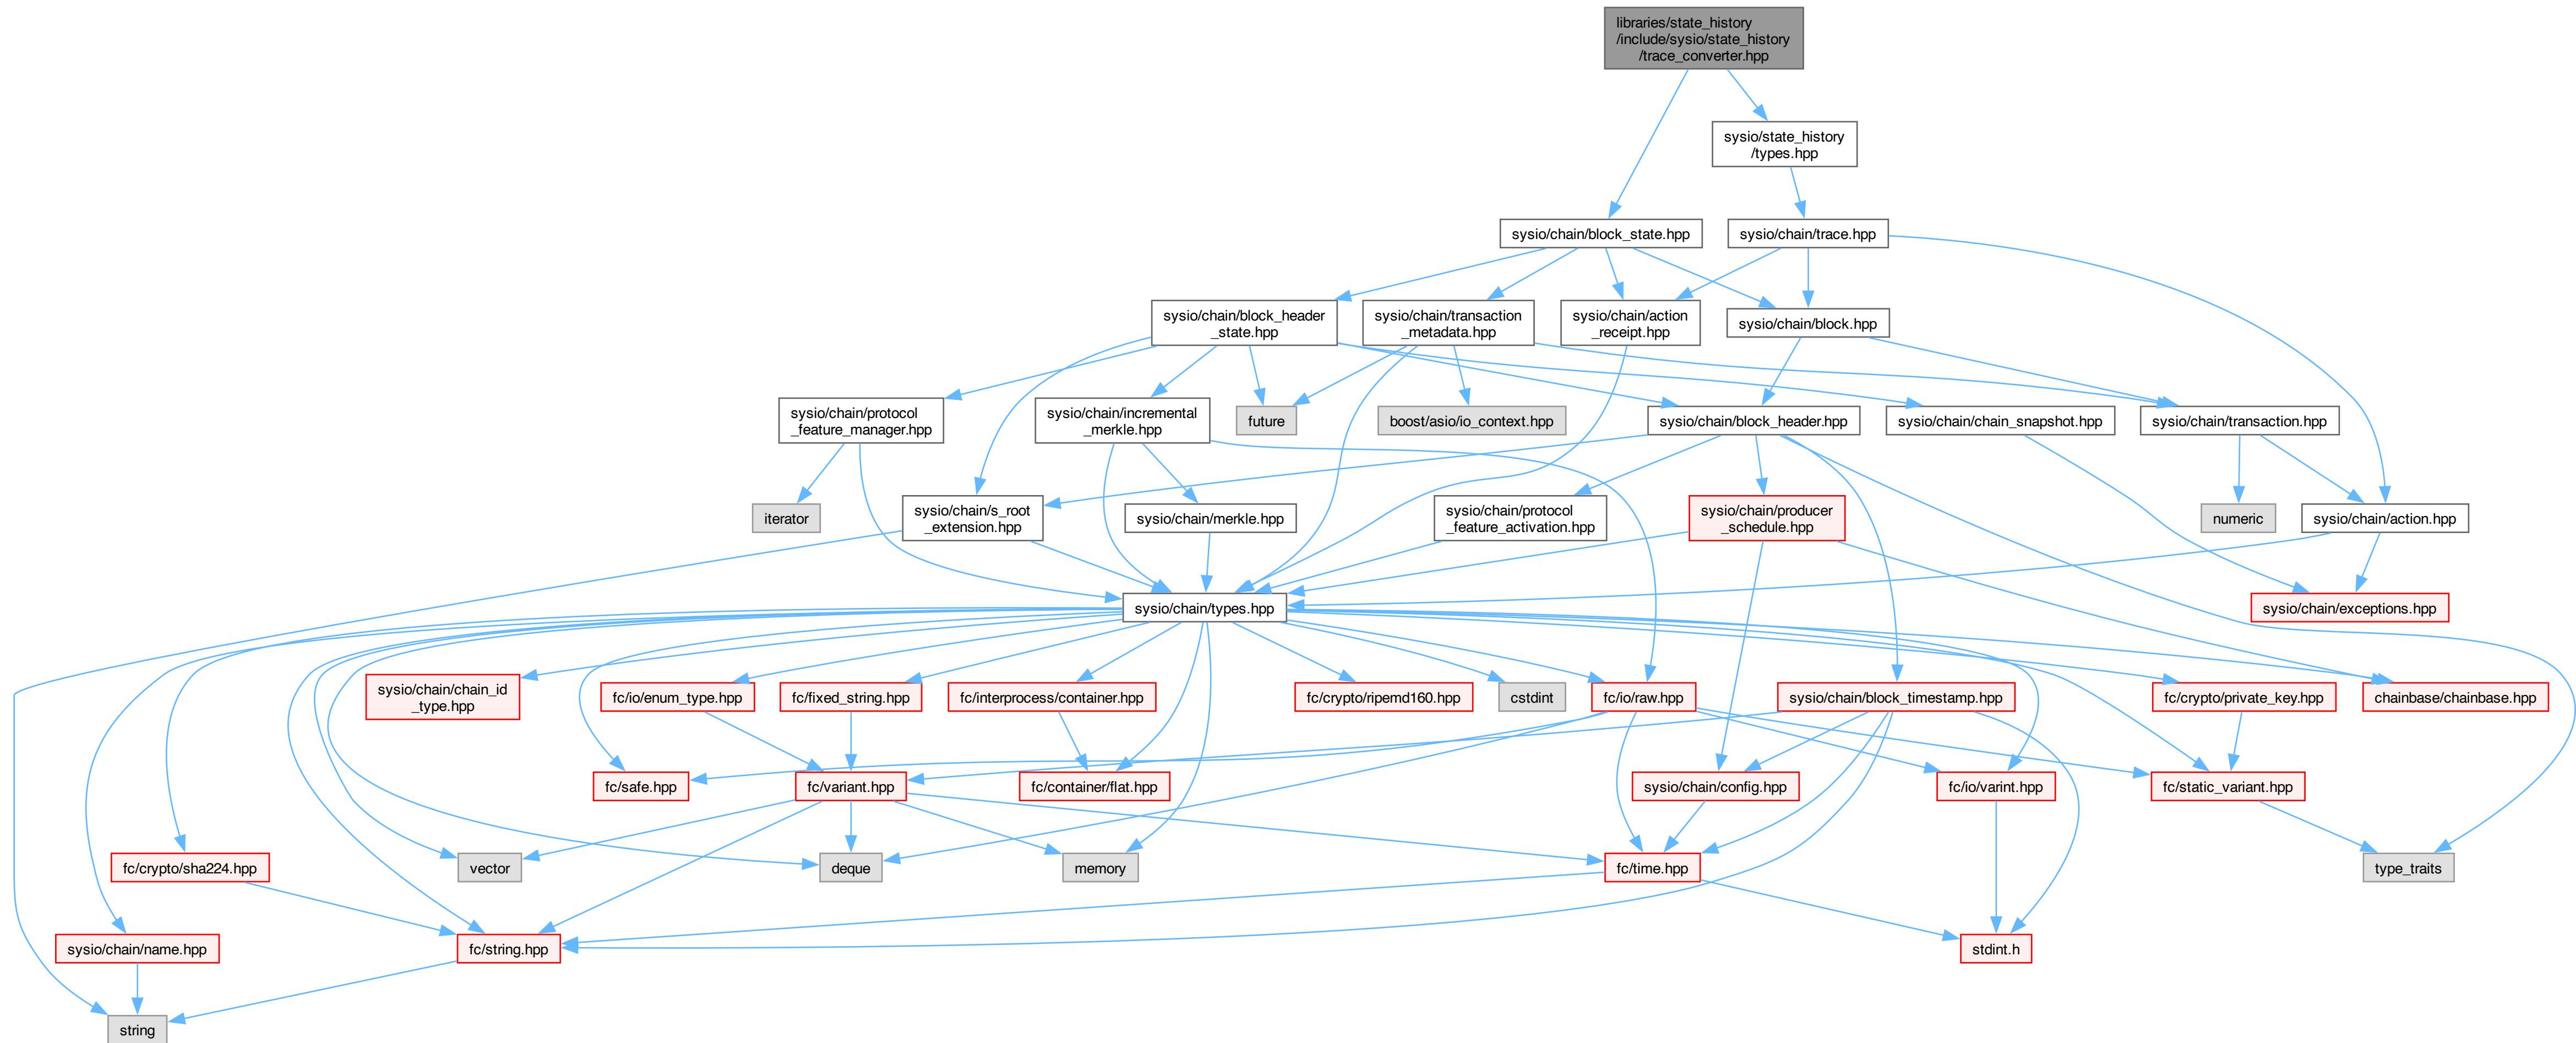 libraries/state_history
/include/sysio/state_history
/trace_converter.hpp
sysio/state_history
/types.hpp
sysio/chain/block_state.hpp
sysio/chain/trace.hpp
sysio/chain/block_header
_state.hpp
sysio/chain/transaction
_metadata.hpp
sysio/chain/action
_receipt.hpp
sysio/chain/block.hpp
sysio/chain/protocol
_feature_manager.hpp
sysio/chain/incremental
_merkle.hpp
future
boost/asio/io_context.hpp
sysio/chain/block_header.hpp
sysio/chain/chain_snapshot.hpp
sysio/chain/transaction.hpp
iterator
sysio/chain/s_root
_extension.hpp
sysio/chain/merkle.hpp
sysio/chain/protocol
_feature_activation.hpp
sysio/chain/producer
_schedule.hpp
numeric
sysio/chain/action.hpp
sysio/chain/types.hpp
sysio/chain/exceptions.hpp
sysio/chain/chain_id
_type.hpp
fc/io/enum_type.hpp
fc/fixed_string.hpp
fc/interprocess/container.hpp
fc/crypto/ripemd160.hpp
cstdint
fc/io/raw.hpp
sysio/chain/block_timestamp.hpp
fc/crypto/private_key.hpp
chainbase/chainbase.hpp
fc/safe.hpp
fc/variant.hpp
fc/container/flat.hpp
sysio/chain/config.hpp
fc/io/varint.hpp
fc/static_variant.hpp
fc/crypto/sha224.hpp
vector
deque
memory
fc/time.hpp
type_traits
sysio/chain/name.hpp
fc/string.hpp
stdint.h
string